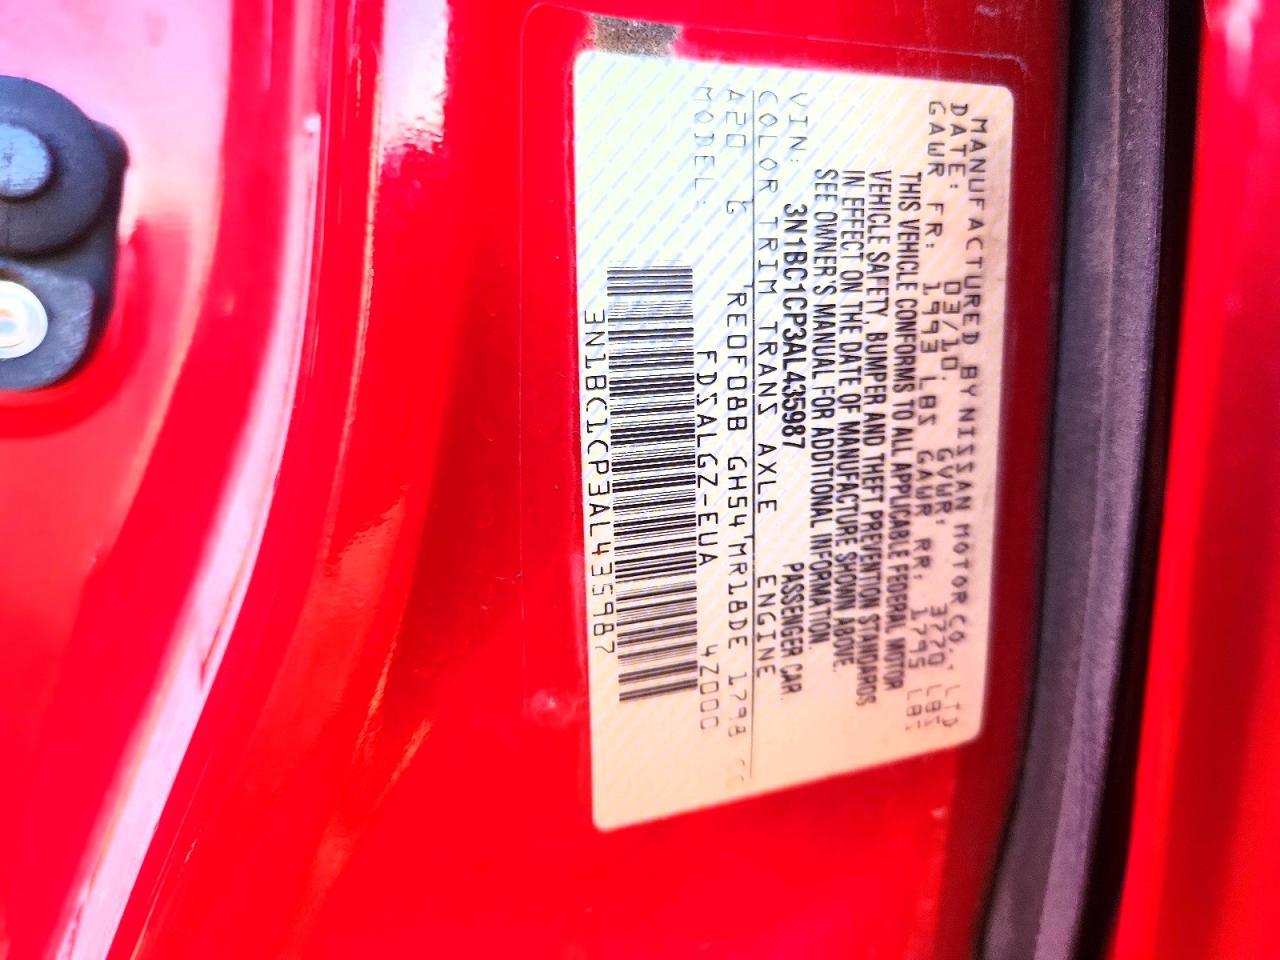 MANUFACTURED BY NISSAN MOTOR CO., LTD
DATE: 03/10. GVWR: 3770 LBS
GAWR FR: 1993 LBS GAWR RR: 1795 LBS
THIS VEHICLE CONFORMS TO ALL APPLICABLE FEDERAL MOTOR
VEHICLE SAFETY, BUMPER AND THEFT PREVENTION STANDARDS
IN EFFECT ON THE DATE OF MANUFACTURE SHOWN ABOVE.
SEE OWNER'S MANUAL FOR ADDITIONAL INFORMATION.
VIN: 3N1BC1CP3AL435987 PASSENGER CAR
COLOR TRIM TRANS AXLE ENGINE
A20 G RE0F08B GH54 MR18DE 1798 CC
MODEL: FDSALGZ-EUA 4Z000
3N1BC1CP3AL435987